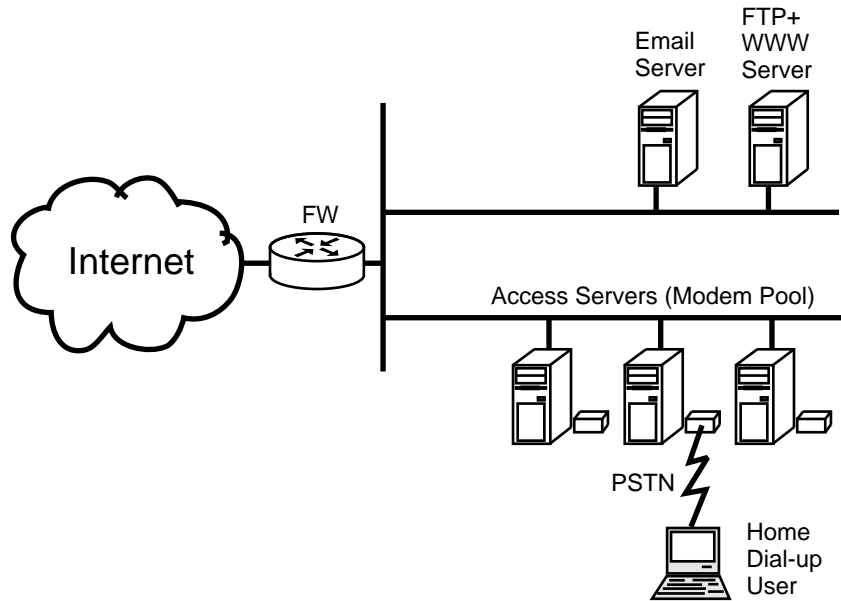 Email
Server
FTP+
WWW
Server
FW
Internet
Access Servers (Modem Pool)
PSTN
Home
Dial-up
User